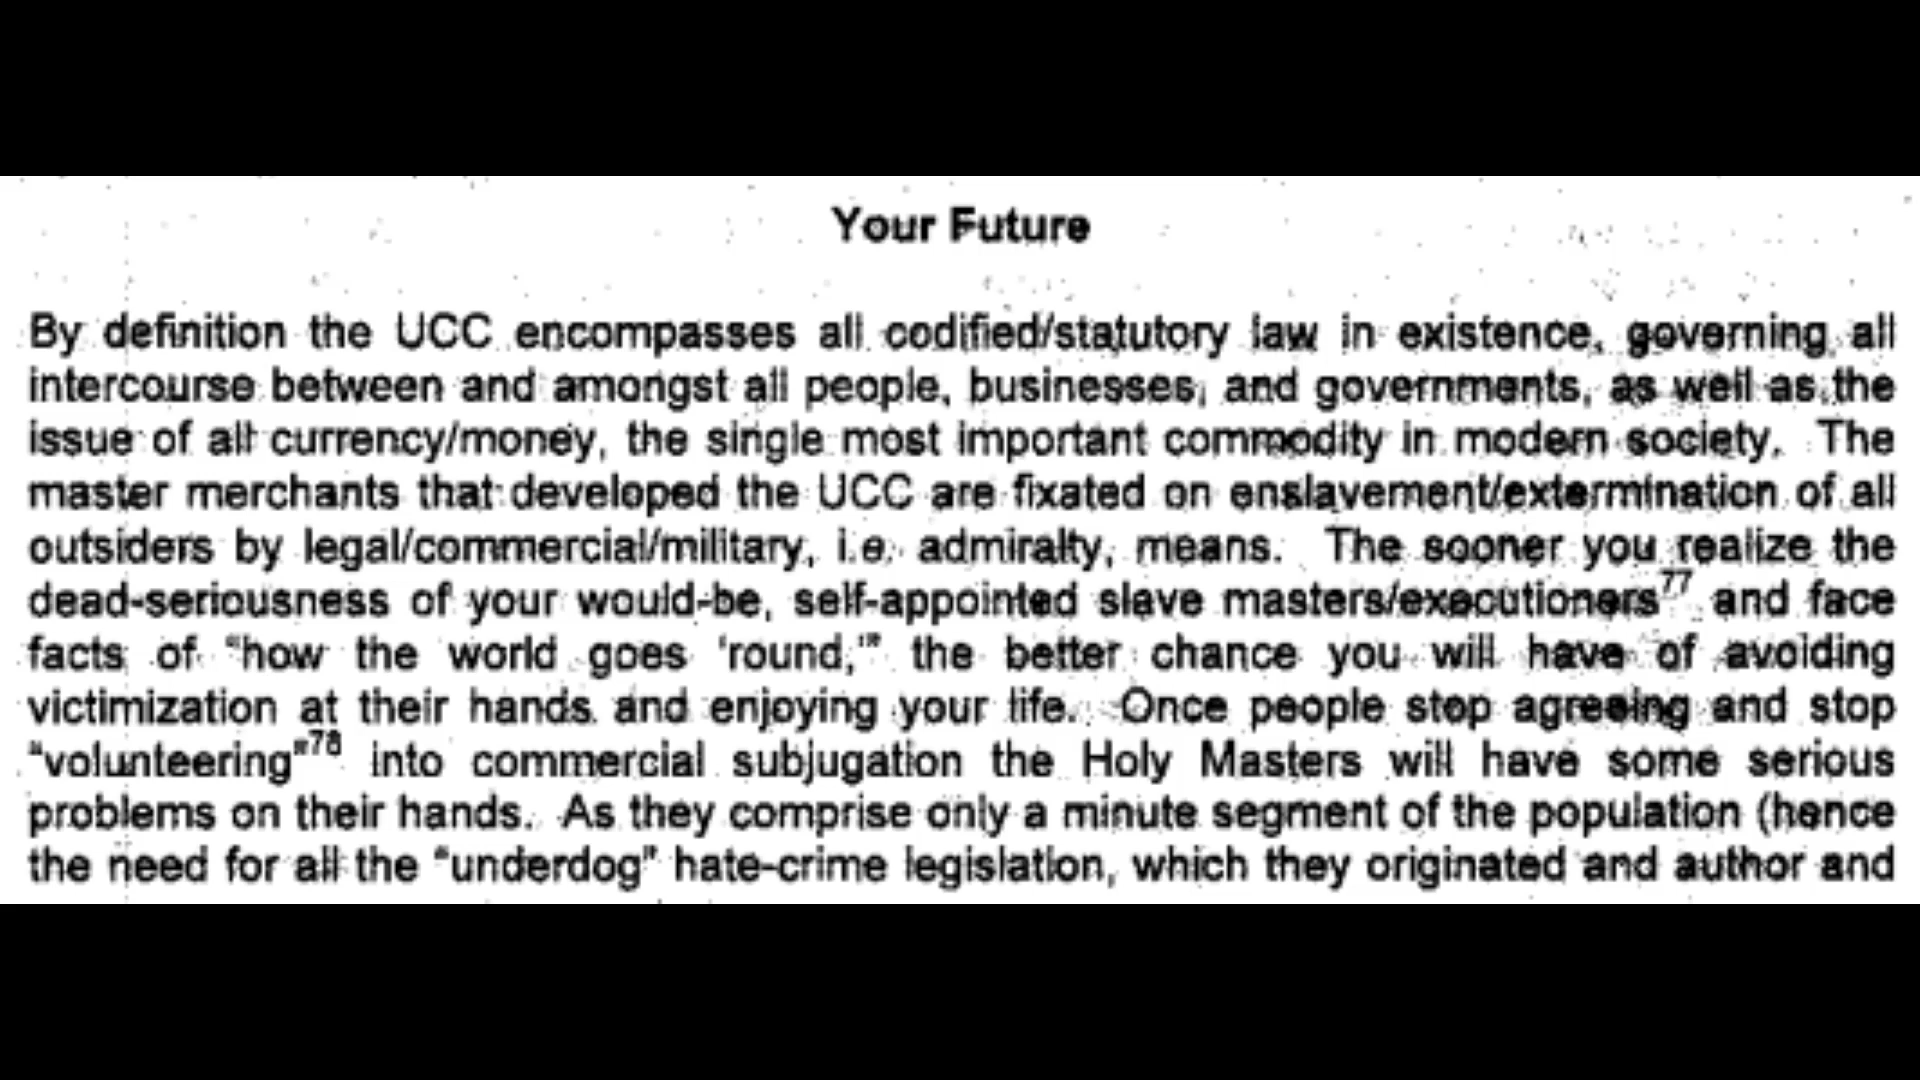 Your Future
By definition the UCC encompasses all codified/statutory law in existence, governing all
intercourse between and amongst all people, businesses, and governments, as well as the
issue of all currency/money, the single most important commodity in modern society. The
master merchants that developed the UCC are fixated on enslavement/extermination of all
outsiders by legal/commercial/military, i.e. admiralty, means. The sooner you realize the
dead-seriousness of your would-be, self-appointed slave masters/executioners77 and face
facts of "how the world goes 'round,'" the better chance you will have of avoiding
victimization at their hands and enjoying your life. Once people stop agreeing and stop
"volunteering"78 into commercial subjugation the Holy Masters will have some serious
problems on their hands. As they comprise only a minute segment of the population (hence
the need for all the "underdog" hate-crime legislation, which they originated and author and